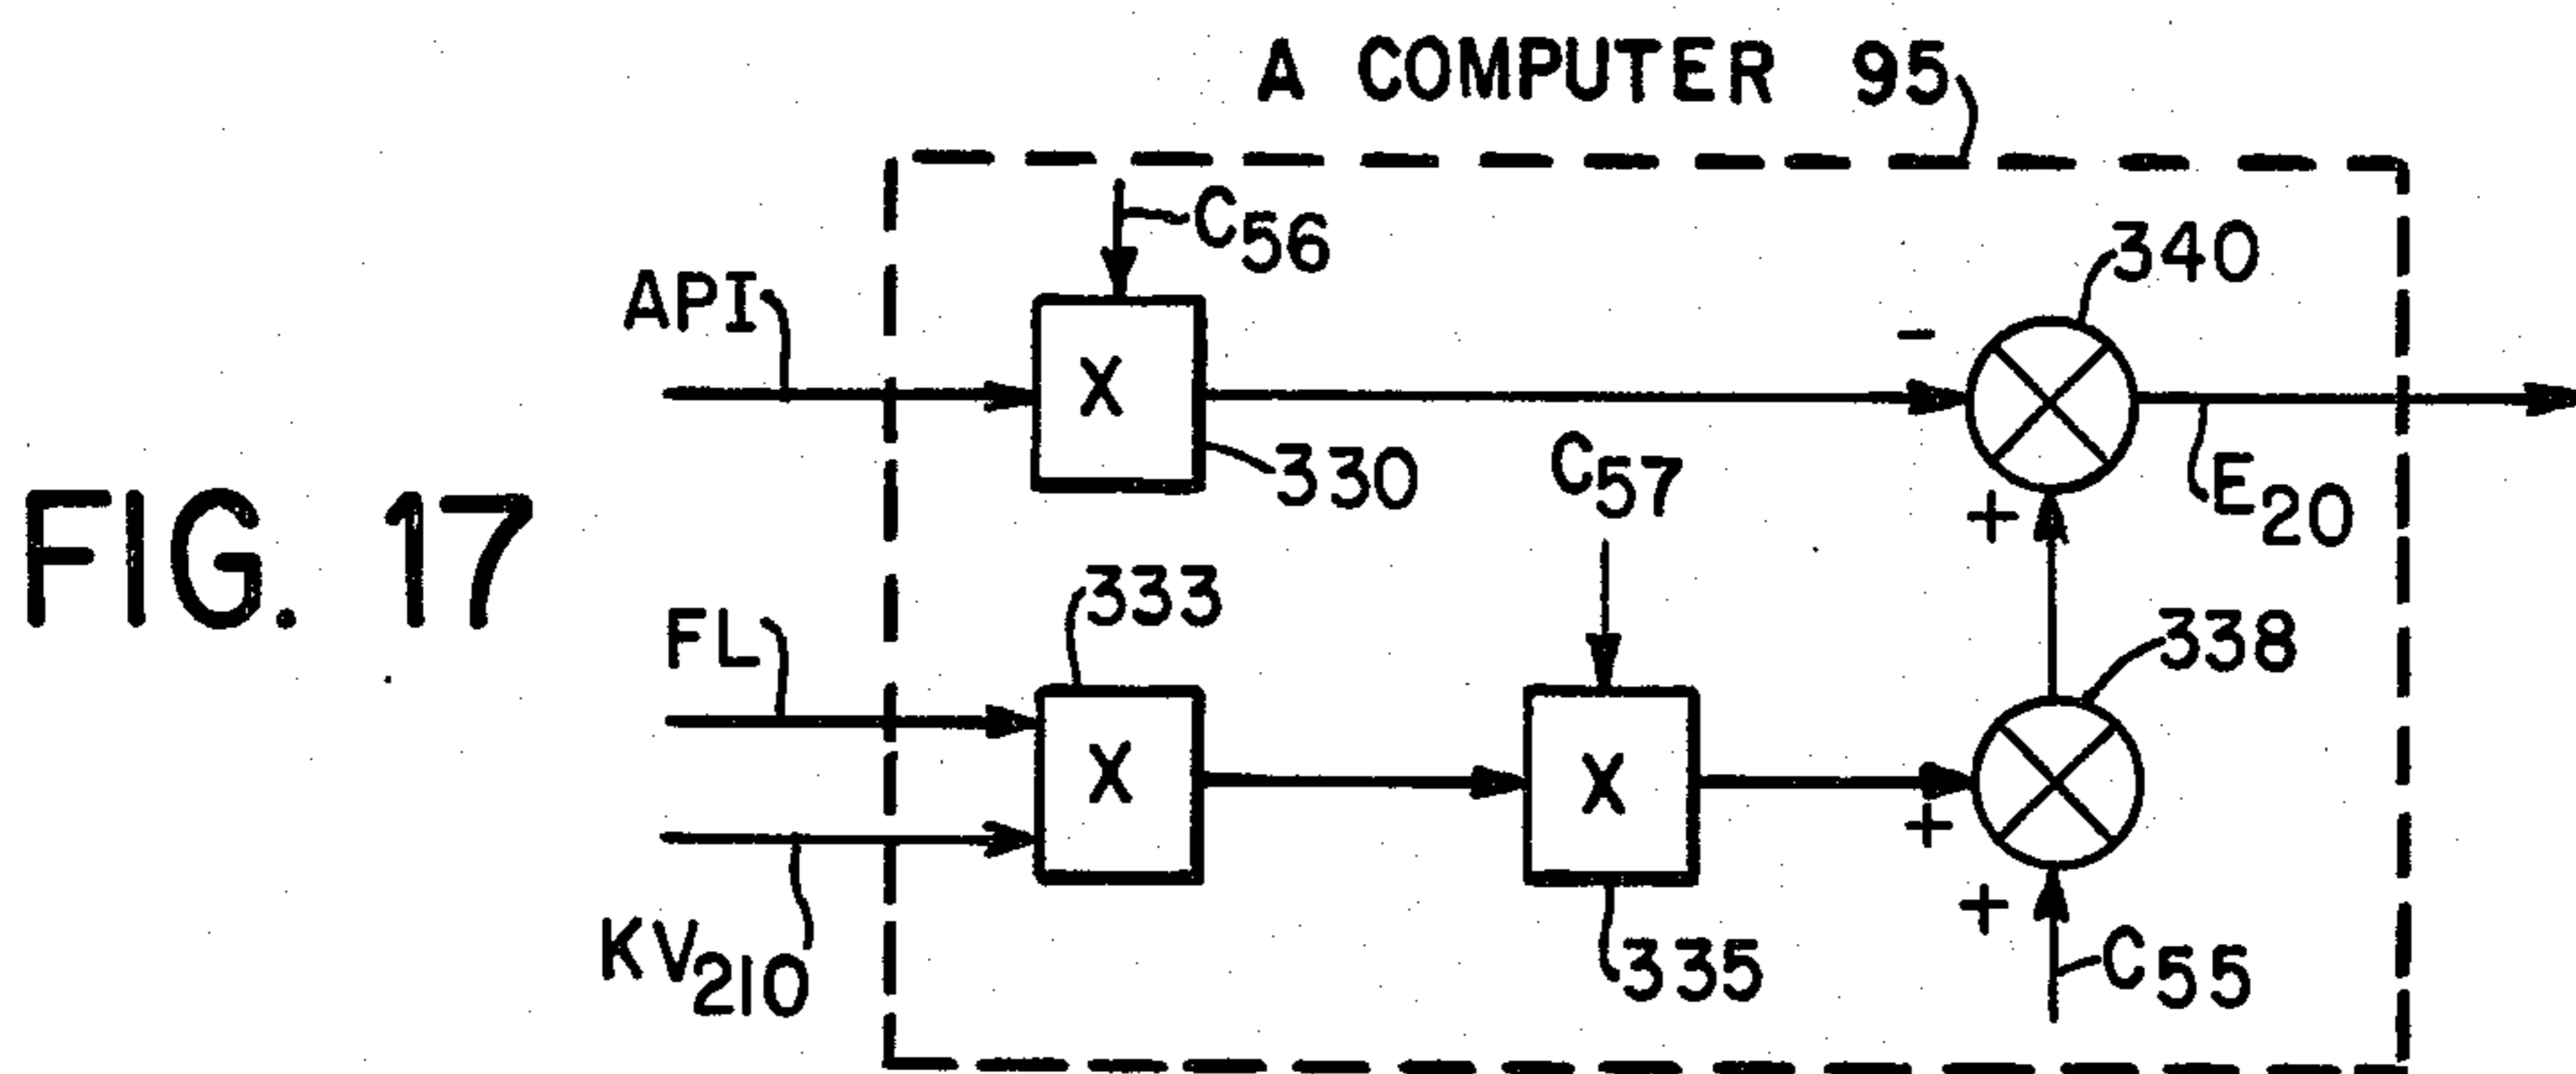 A COMPUTER 95
C56
API
X
330
340
-
+
E20
C57
FIG. 17
FL
333
X
X
338
KV210
335
+
+
C55